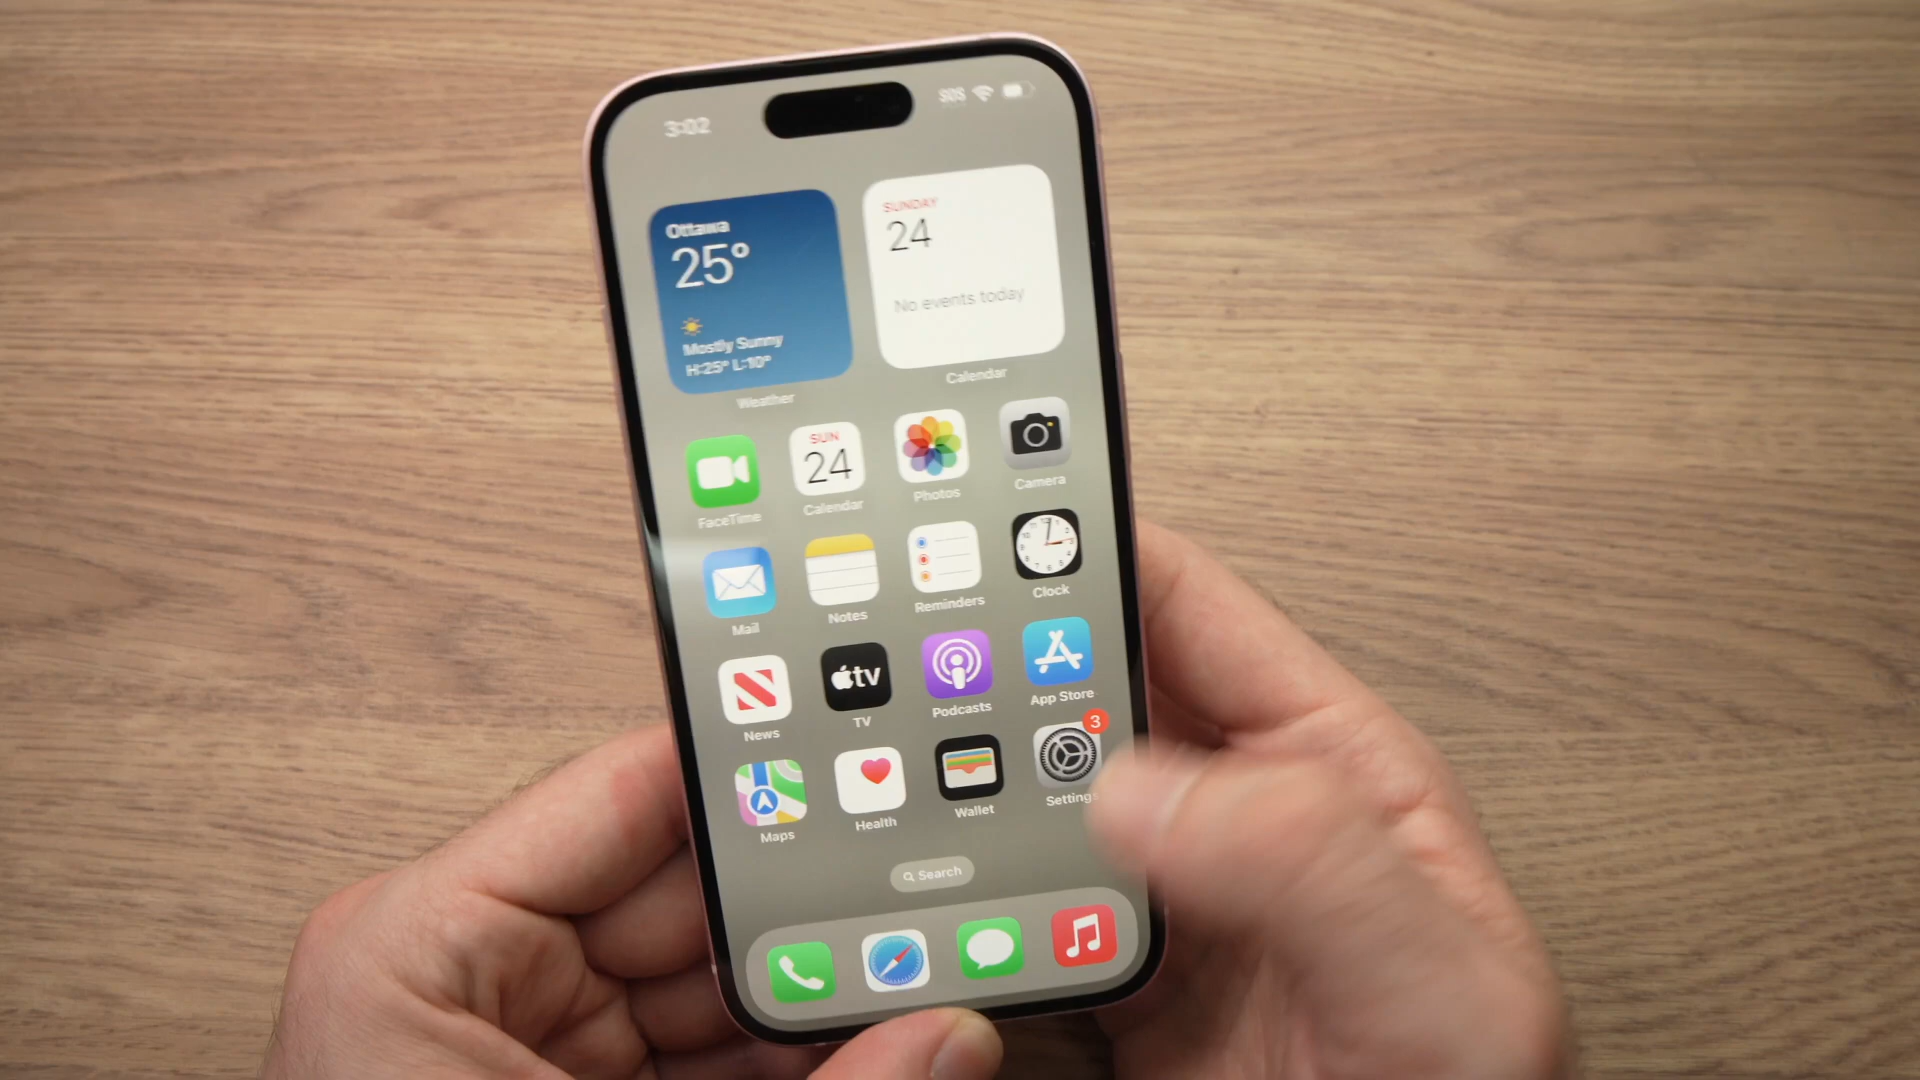 3:02
SOS
Ottawa
25°
Mostly Sunny
H:25° L:10°
Weather
SUNDAY
24
No events today
Calendar
FaceTime
SUN
24
Calendar
Photos
Camera
Mail
Notes
Reminders
Clock
News
tv
TV
Podcasts
App Store
Maps
Health
Wallet
3
Settings
Search